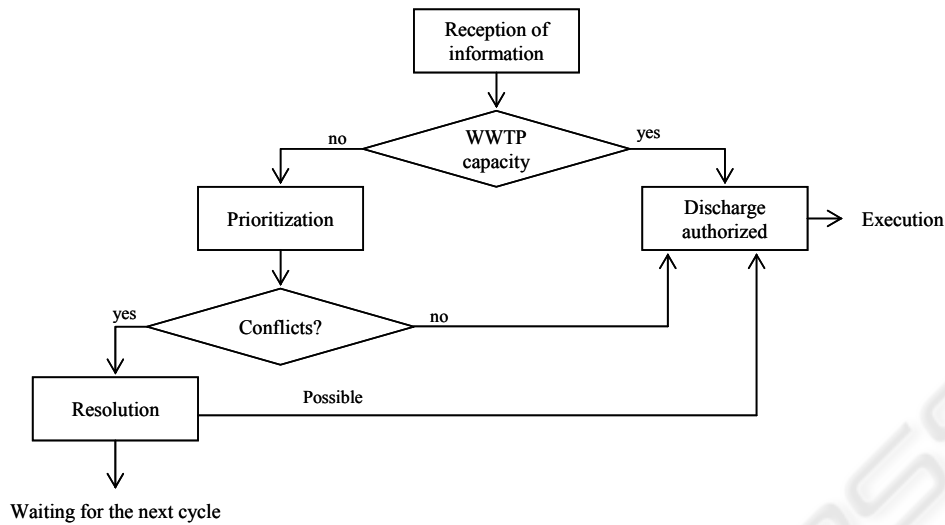 Reception of
information
no
WWTP
capacity
yes
Prioritization
Discharge
authorized
Execution
yes
Conflicts?
no
Resolution
Possible
Waiting for the next cycle